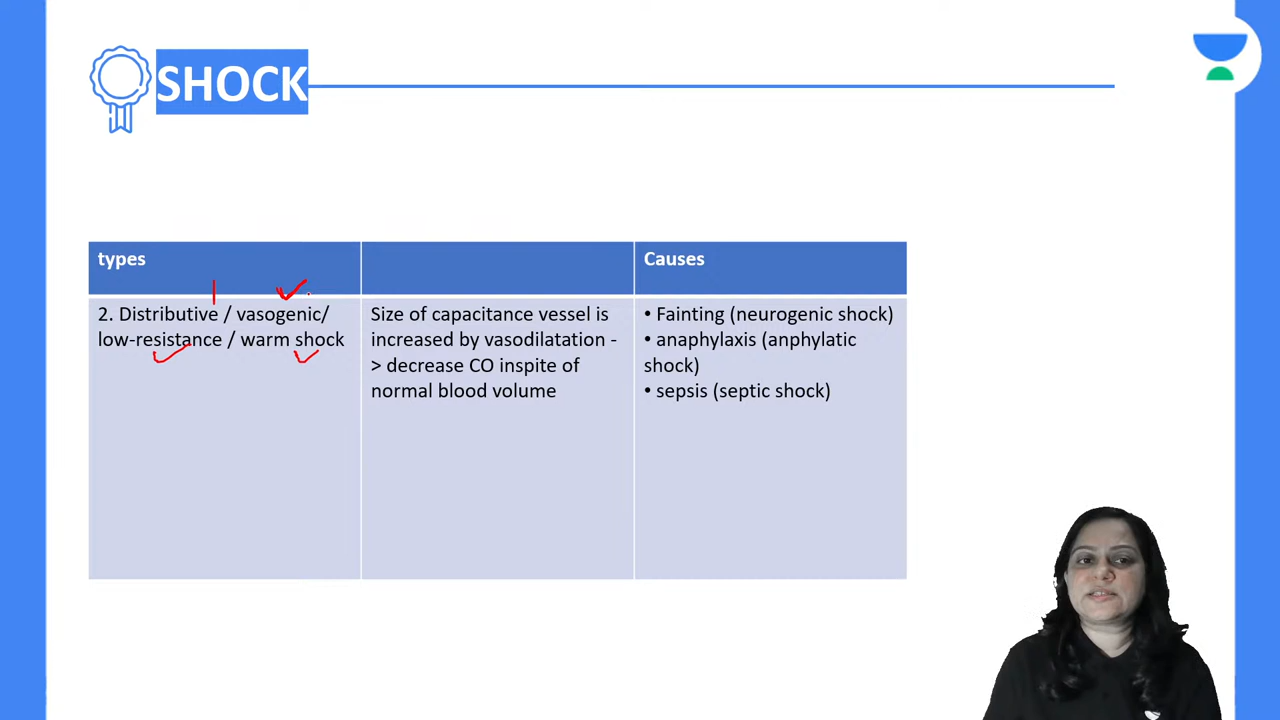 SHOCK
types
Causes
2. Distributive / vasogenic/
low-resistance / warm shock
Size of capacitance vessel is
increased by vasodilatation -
> decrease CO inspite of
normal blood volume
• Fainting (neurogenic shock)
• anaphylaxis (anphylatic
shock)
• sepsis (septic shock)